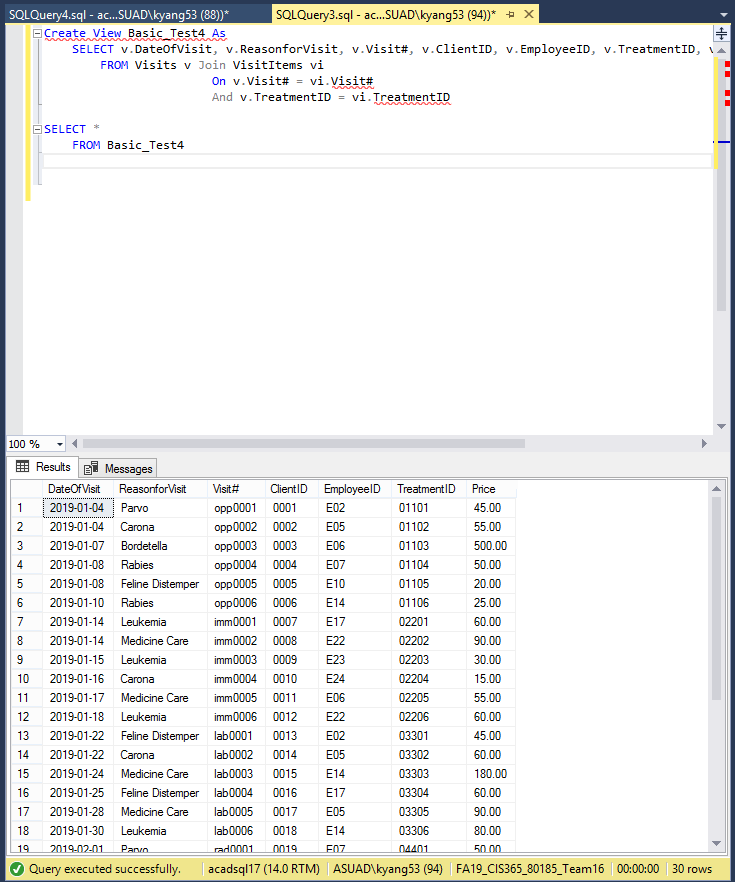 SQLQuery4.sql - ac...SUAD\kyang53 (88))* SQLQuery3.sql - ac...SUAD\kyang53 (94))*
Create View Basic_Test4 As
SELECT v.DateOfVisit, v.ReasonforVisit, v.Visit#, v.ClientID, v.EmployeeID, v.TreatmentID, v
FROM Visits v Join VisitItems vi
On v.Visit# = vi.Visit#
And v.TreatmentID = vi.TreatmentID
SELECT *
FROM Basic_Test4
100 %
Results Messages
DateOfVisit ReasonforVisit Visit# ClientID EmployeeID TreatmentID Price
1 2019-01-04 Parvo opp0001 0001 E02 01101 45.00
2 2019-01-04 Carona opp0002 0002 E05 01102 55.00
3 2019-01-07 Bordetella opp0003 0003 E06 01103 500.00
4 2019-01-08 Rabies opp0004 0004 E07 01104 50.00
5 2019-01-08 Feline Distemper opp0005 0005 E10 01105 20.00
6 2019-01-10 Rabies opp0006 0006 E14 01106 25.00
7 2019-01-14 Leukemia imm0001 0007 E17 02201 60.00
8 2019-01-14 Medicine Care imm0002 0008 E22 02202 90.00
9 2019-01-15 Leukemia imm0003 0009 E23 02203 30.00
10 2019-01-16 Carona imm0004 0010 E24 02204 15.00
11 2019-01-17 Medicine Care imm0005 0011 E06 02205 55.00
12 2019-01-18 Leukemia imm0006 0012 E22 02206 60.00
13 2019-01-22 Feline Distemper lab0001 0013 E02 03301 45.00
14 2019-01-22 Carona lab0002 0014 E05 03302 60.00
15 2019-01-24 Medicine Care lab0003 0015 E14 03303 180.00
16 2019-01-25 Feline Distemper lab0004 0016 E17 03304 60.00
17 2019-01-28 Medicine Care lab0005 0017 E05 03305 90.00
18 2019-01-30 Leukemia lab0006 0018 E14 03306 80.00
19 2019-02-01 Parvo rad0001 0019 E07 04401 50.00
Query executed successfully. acadsql17 (14.0 RTM) ASUAD\kyang53 (94) FA19_CIS365_80185_Team16 00:00:00 30 rows